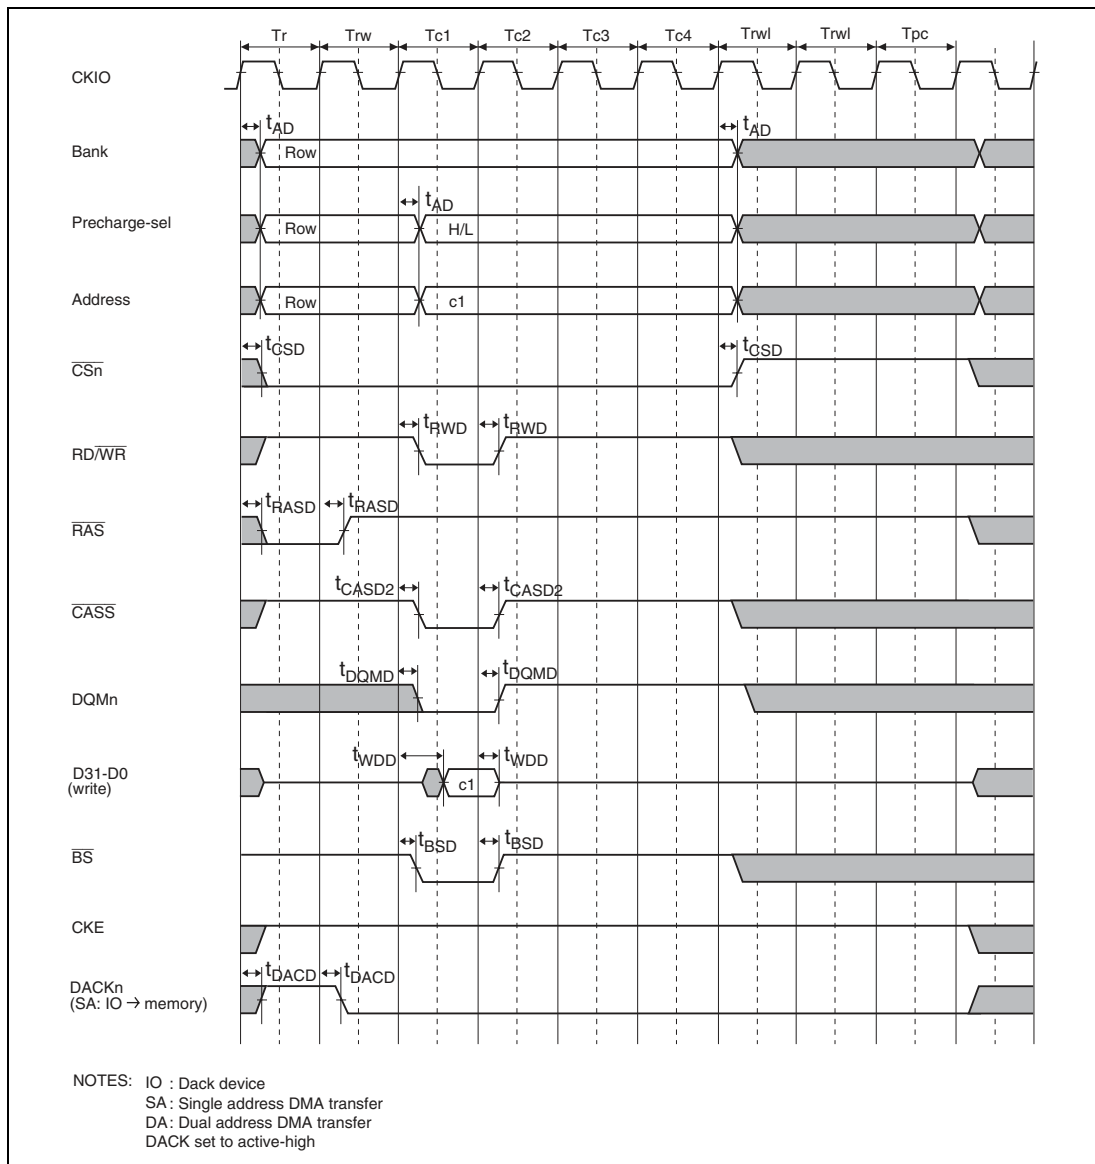 Tr Trw Tc1 Tc2 Tc3 Tc4 Trwl Trwl Tpc
CKIO
tAD tAD
Bank Row
tAD
Precharge-sel Row H/L
Address Row c1
tCSD tCSD
CSn
tRWD tRWD
RD/WR
tRASD tRASD
RAS
tCASD2 tCASD2
CASS
tDQMD tDQMD
DQMn
tWDD tWDD
D31-D0 c1
(write)
tBSD tBSD
BS
CKE
tDACD tDACD
DACKn
(SA: IO → memory)
NOTES: IO : Dack device
SA : Single address DMA transfer
DA : Dual address DMA transfer
DACK set to active-high